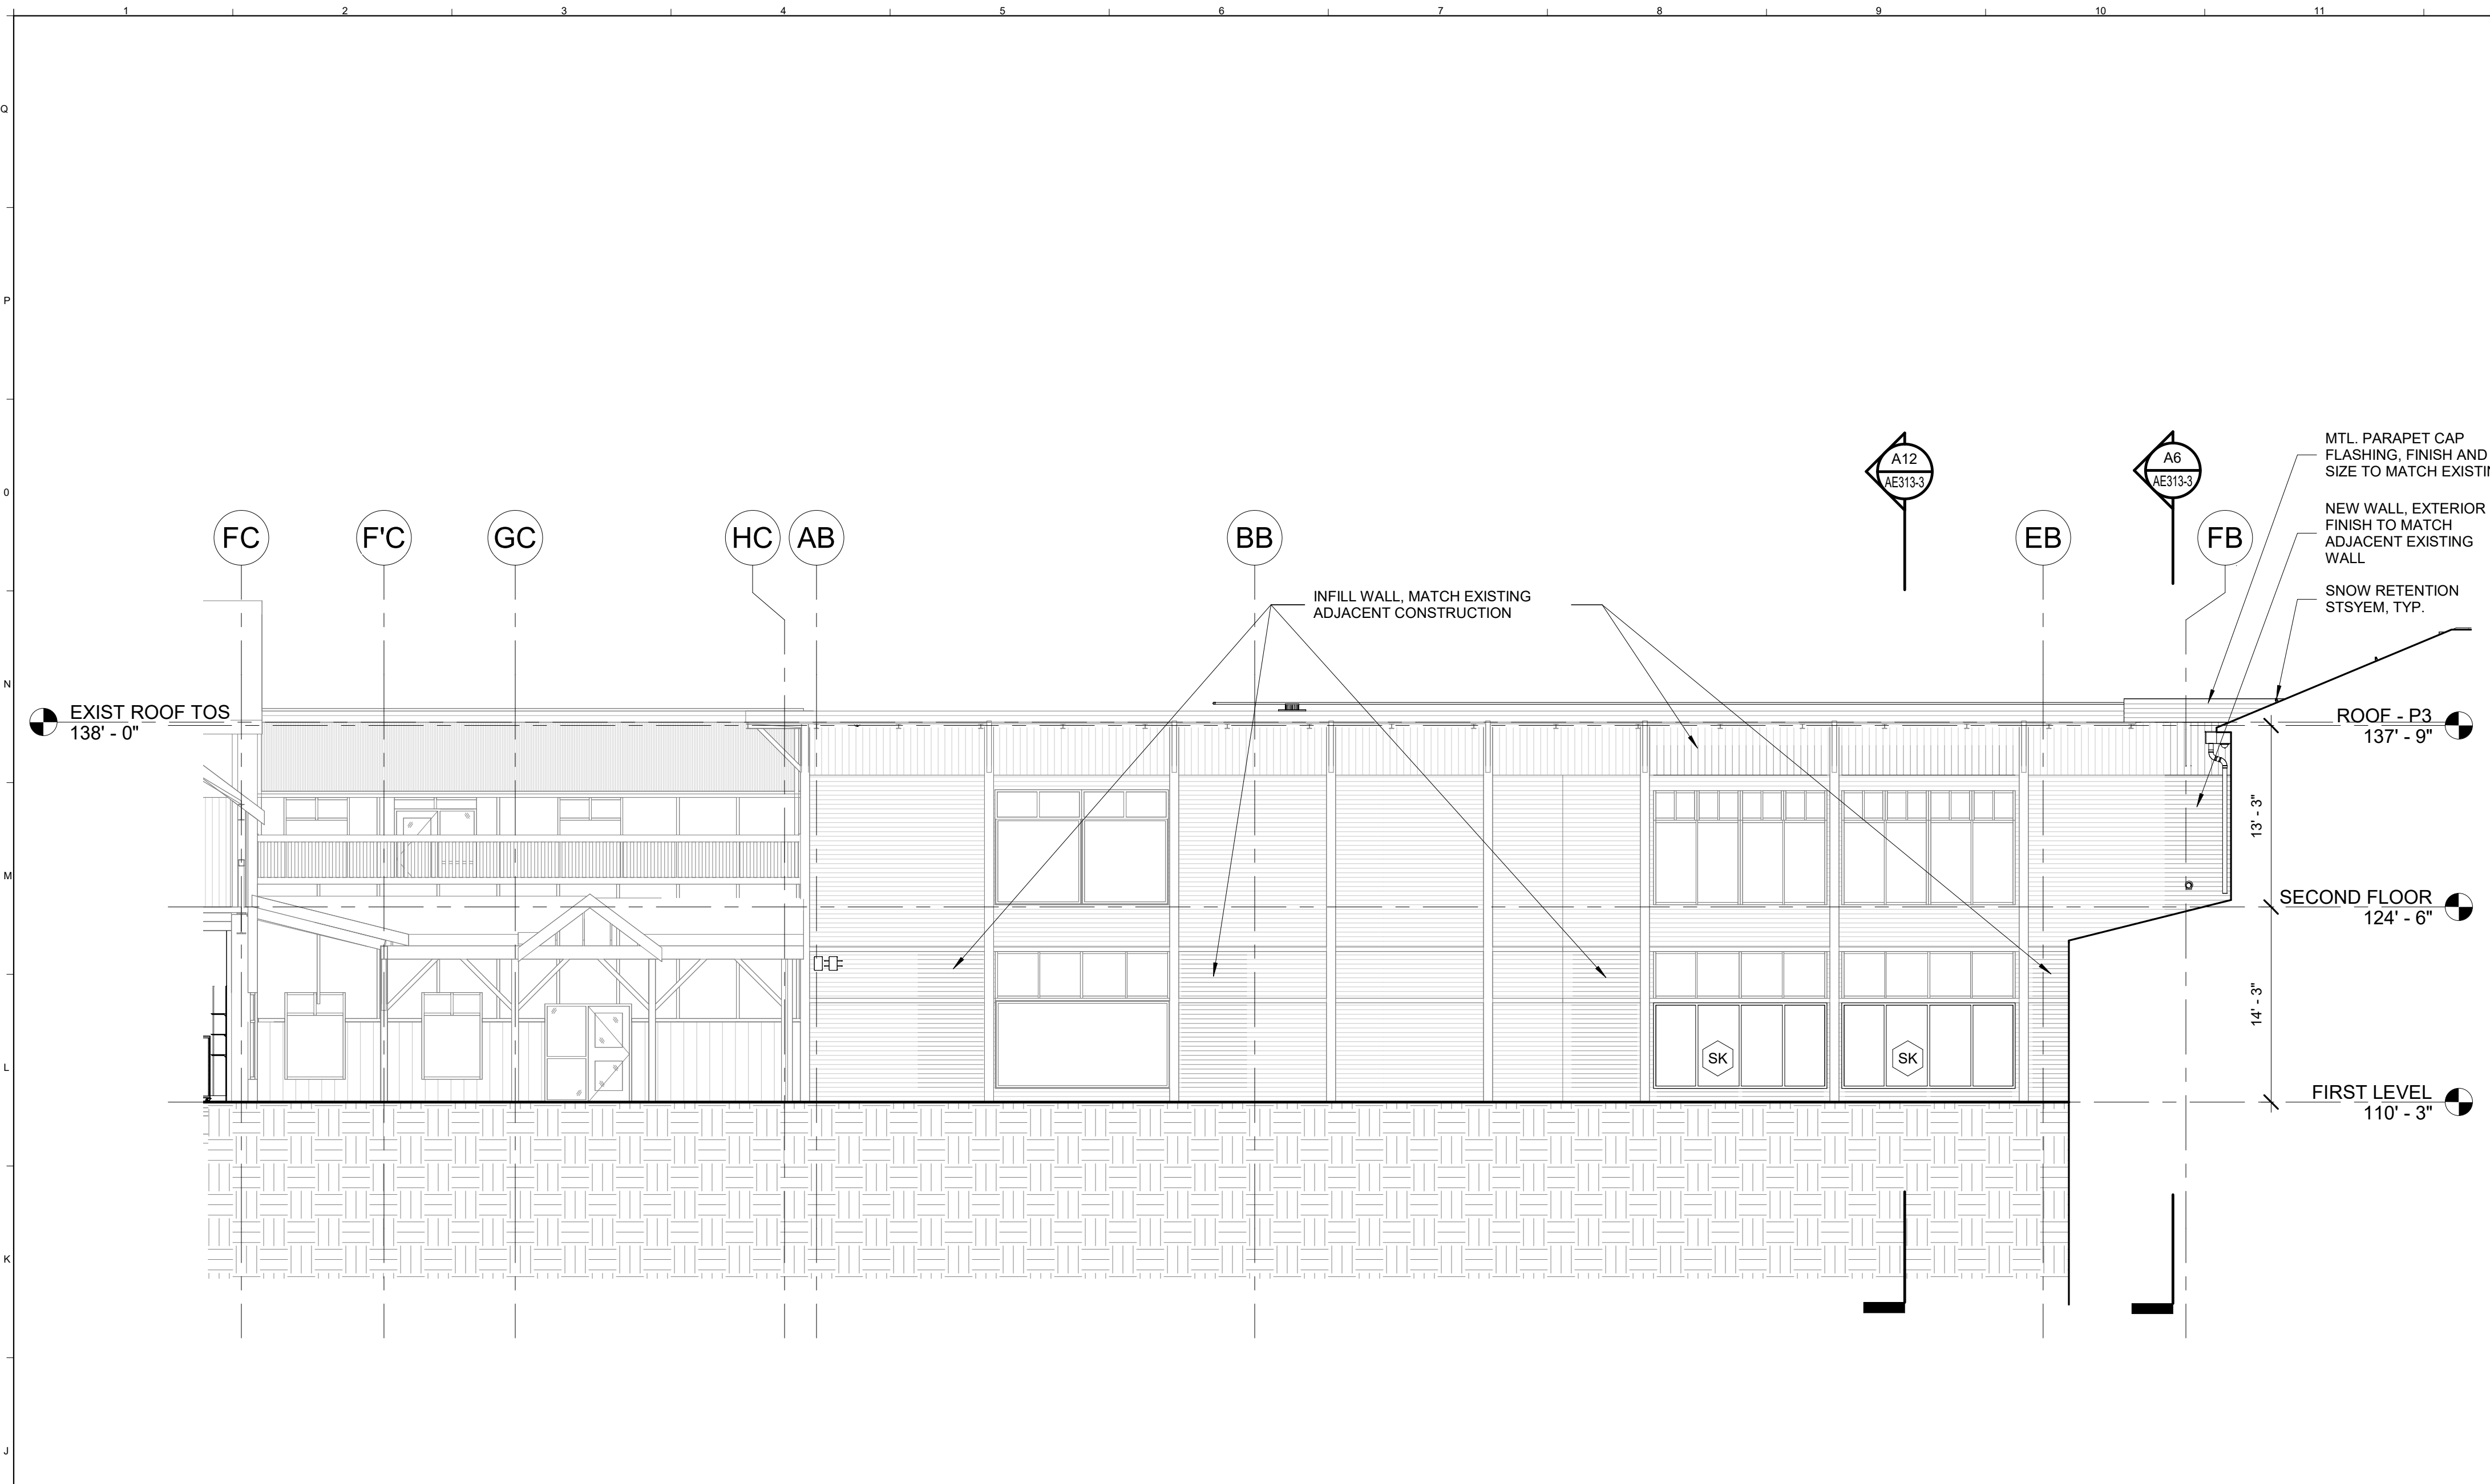 1 2 3 4 5 6 7 8 9 10 11
Q
P
0
N
M
L
K
J
A12
AE313-3
A6
AE313-3
MTL. PARAPET CAP
FLASHING, FINISH AND
SIZE TO MATCH EXISTIN
NEW WALL, EXTERIOR
FINISH TO MATCH
ADJACENT EXISTING
WALL
SNOW RETENTION
STSYEM, TYP.
FC F'C GC HC AB BB EB FB
INFILL WALL, MATCH EXISTING
ADJACENT CONSTRUCTION
EXIST ROOF TOS
138' - 0"
ROOF - P3
137' - 9"
13' - 3"
SECOND FLOOR
124' - 6"
14' - 3"
SK SK
FIRST LEVEL
110' - 3"